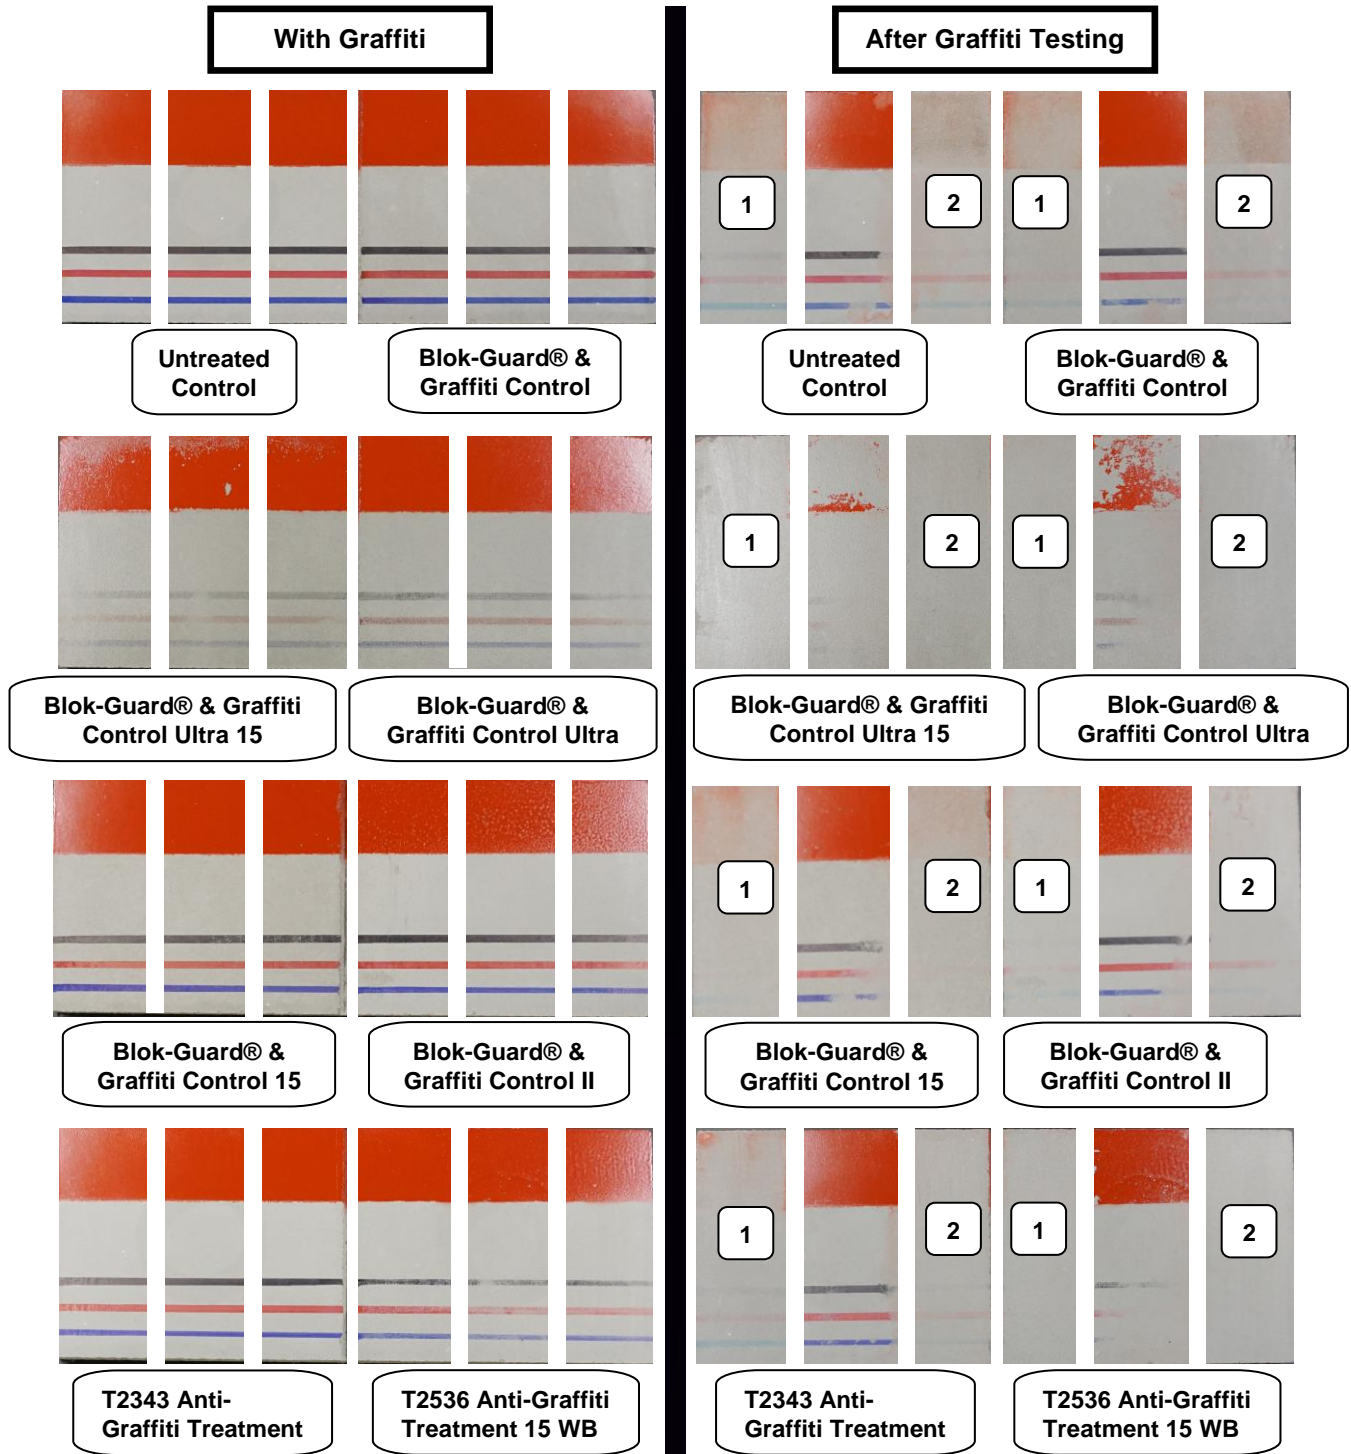 With Graffiti
After Graffiti Testing
1
2
1
2
Untreated
Control
Blok-Guard® &
Graffiti Control
Untreated
Control
Blok-Guard® &
Graffiti Control
1
2
1
2
Blok-Guard® & Graffiti
Control Ultra 15
Blok-Guard® &
Graffiti Control Ultra
Blok-Guard® & Graffiti
Control Ultra 15
Blok-Guard® &
Graffiti Control Ultra
1
2
1
2
Blok-Guard® &
Graffiti Control 15
Blok-Guard® &
Graffiti Control II
Blok-Guard® &
Graffiti Control 15
Blok-Guard® &
Graffiti Control II
1
2
1
2
T2343 Anti-
Graffiti Treatment
T2536 Anti-Graffiti
Treatment 15 WB
T2343 Anti-
Graffiti Treatment
T2536 Anti-Graffiti
Treatment 15 WB